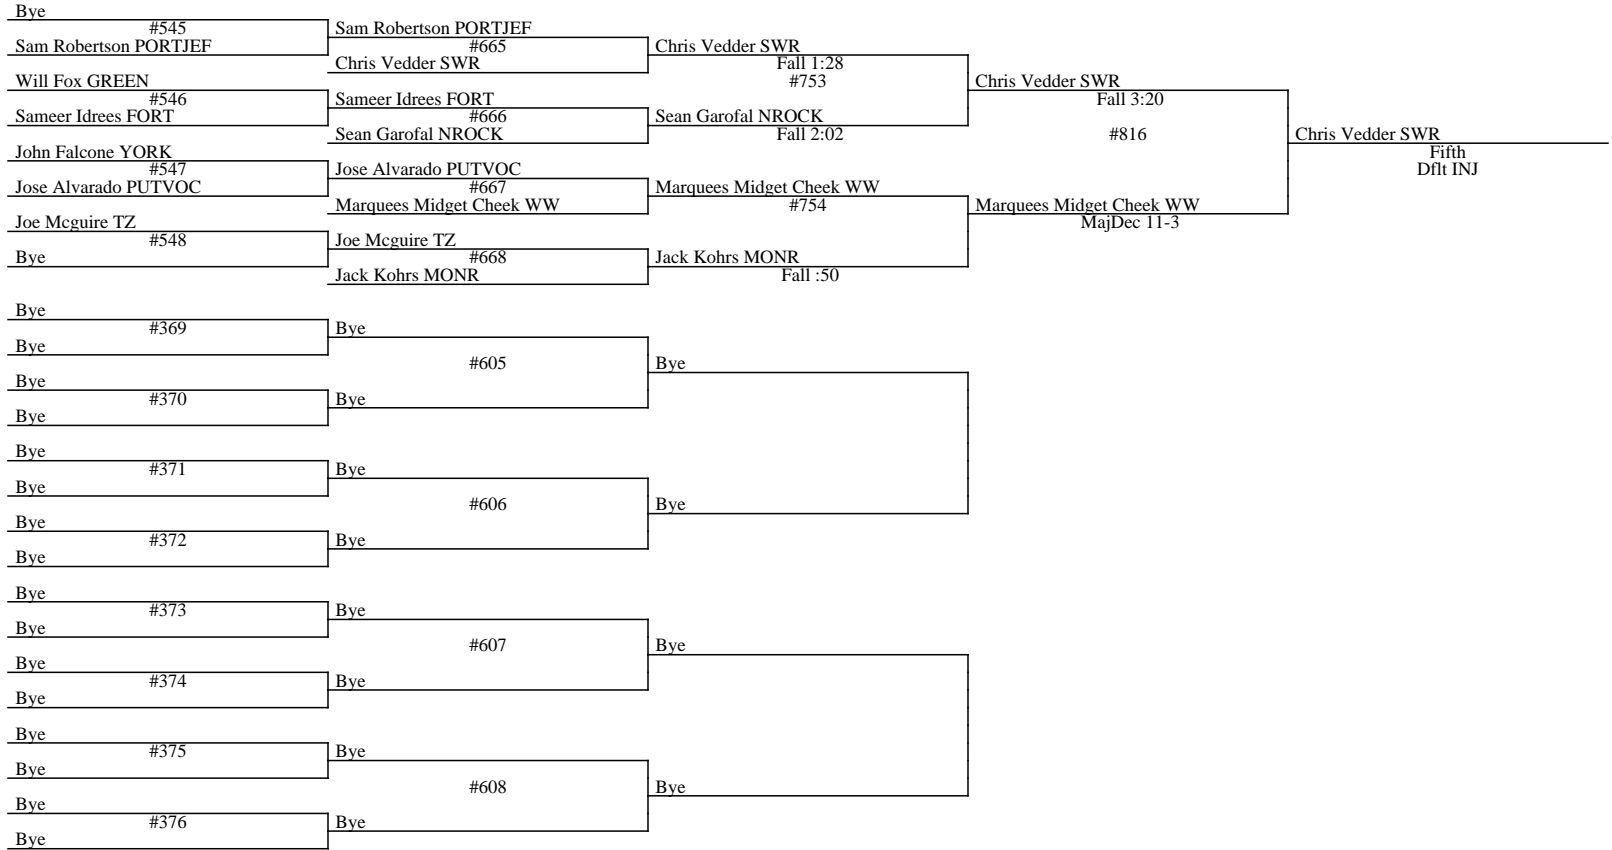 Bye
#545
Sam Robertson PORTJEF
Will Fox GREEN
#546
Sameer Idrees FORT
John Falcone YORK
#547
Jose Alvarado PUTVOC
Joe Mcguire TZ
#548
Bye
Sam Robertson PORTJEF
#665
Chris Vedder SWR
Sameer Idrees FORT
#666
Sean Garofal NROCK
Jose Alvarado PUTVOC
#667
Marquees Midget Cheek WW
Joe Mcguire TZ
#668
Jack Kohrs MONR
Chris Vedder SWR
Fall 1:28
#753
Sean Garofal NROCK
Fall 2:02
Marquees Midget Cheek WW
#754
Jack Kohrs MONR
Fall :50
Chris Vedder SWR
Fall 3:20
#816
Marquees Midget Cheek WW
MajDec 11-3
Chris Vedder SWR
Fifth
Dflt INJ
Bye
#369
Bye
Bye
#370
Bye
Bye
#371
Bye
Bye
#372
Bye
Bye
#373
Bye
Bye
#374
Bye
Bye
#375
Bye
Bye
#376
Bye
Bye
#605
Bye
Bye
#606
Bye
Bye
#607
Bye
Bye
#608
Bye
Bye
Bye
Bye
Bye